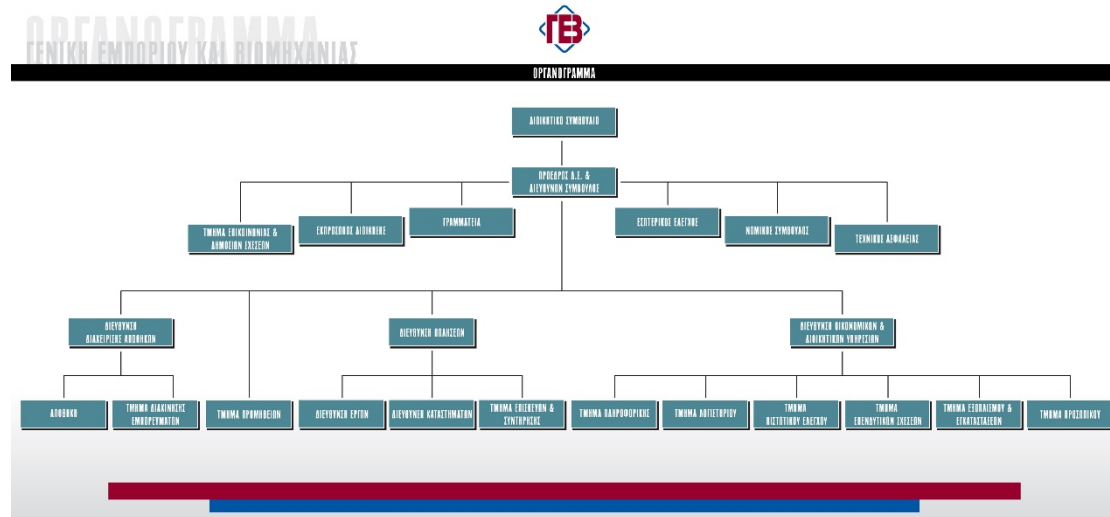 ΟΡΓΑΝΟΓΡΑΜΜΑ
ΓΕΝΙΚΗ ΕΜΠΟΡΙΟΥ ΚΑΙ ΒΙΟΜΗΧΑΝΙΑΣ
ΓΕΒ
ΟΡΓΑΝΟΓΡΑΜΜΑ
ΔΙΟΙΚΗΤΙΚΟ ΣΥΜΒΟΥΛΙΟ
ΠΡΟΕΔΡΟΣ Δ.Σ. &
ΔΙΕΥΘΥΝΩΝ ΣΥΜΒΟΥΛΟΣ
ΤΜΗΜΑ ΕΠΙΚΟΙΝΩΝΙΑΣ &
ΔΗΜΟΣΙΩΝ ΣΧΕΣΕΩΝ
ΕΚΠΡΟΣΩΠΟΣ ΔΙΟΙΚΗΣΗΣ
ΓΡΑΜΜΑΤΕΙΑ
ΕΣΩΤΕΡΙΚΟΣ ΕΛΕΓΧΟΣ
ΝΟΜΙΚΟΣ ΣΥΜΒΟΥΛΟΣ
ΤΕΧΝΙΚΟΣ ΑΣΦΑΛΕΙΑΣ
ΔΙΕΥΘΥΝΣΗ
ΔΙΑΧΕΙΡΙΣΗΣ ΑΠΟΘΗΚΩΝ
ΔΙΕΥΘΥΝΣΗ ΠΩΛΗΣΕΩΝ
ΔΙΕΥΘΥΝΣΗ ΟΙΚΟΝΟΜΙΚΩΝ &
ΔΙΟΙΚΗΤΙΚΩΝ ΥΠΗΡΕΣΙΩΝ
ΑΠΟΘΗΚΗ
ΤΜΗΜΑ ΔΙΑΚΙΝΗΣΗΣ
ΕΜΠΟΡΕΥΜΑΤΩΝ
ΤΜΗΜΑ ΠΡΟΜΗΘΕΙΩΝ
ΔΙΕΥΘΥΝΣΗ ΕΡΓΩΝ
ΔΙΕΥΘΥΝΣΗ ΚΑΤΑΣΤΗΜΑΤΩΝ
ΤΜΗΜΑ ΕΠΙΣΚΕΥΩΝ &
ΣΥΝΤΗΡΗΣΗΣ
ΤΜΗΜΑ ΠΛΗΡΟΦΟΡΙΚΗΣ
ΤΜΗΜΑ ΛΟΓΙΣΤΗΡΙΟΥ
ΤΜΗΜΑ
ΠΙΣΤΩΤΙΚΟΥ ΕΛΕΓΧΟΥ
ΤΜΗΜΑ
ΕΠΕΝΔΥΤΙΚΩΝ ΣΧΕΣΕΩΝ
ΤΜΗΜΑ ΕΞΟΠΛΙΣΜΟΥ &
ΕΓΚΑΤΑΣΤΑΣΕΩΝ
ΤΜΗΜΑ ΠΡΟΣΩΠΙΚΟΥ